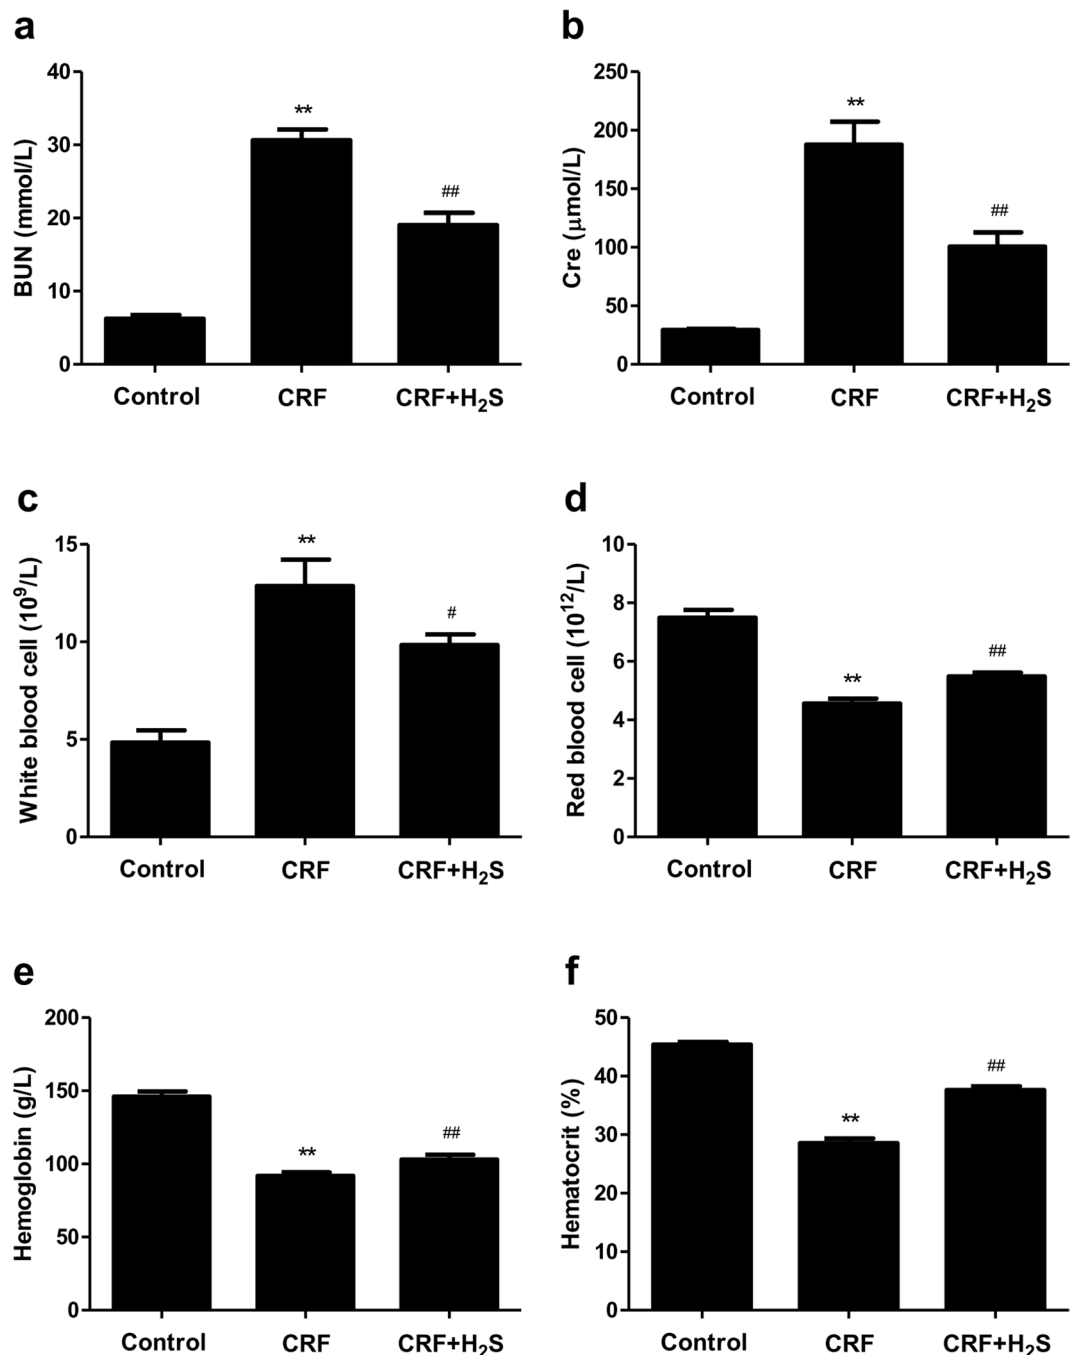 a
BUN (mmol/L)
40
30
20
10
0
**
##
Control
CRF
CRF+H₂S
b
Cre (μmol/L)
250
200
150
100
50
0
**
##
Control
CRF
CRF+H₂S
c
White blood cell (10⁹/L)
15
10
5
0
**
#
Control
CRF
CRF+H₂S
d
Red blood cell (10¹²/L)
10
8
6
4
2
0
**
##
Control
CRF
CRF+H₂S
e
Hemoglobin (g/L)
200
150
100
50
0
**
##
Control
CRF
CRF+H₂S
f
Hematocrit (%)
50
40
30
20
10
0
**
##
Control
CRF
CRF+H₂S